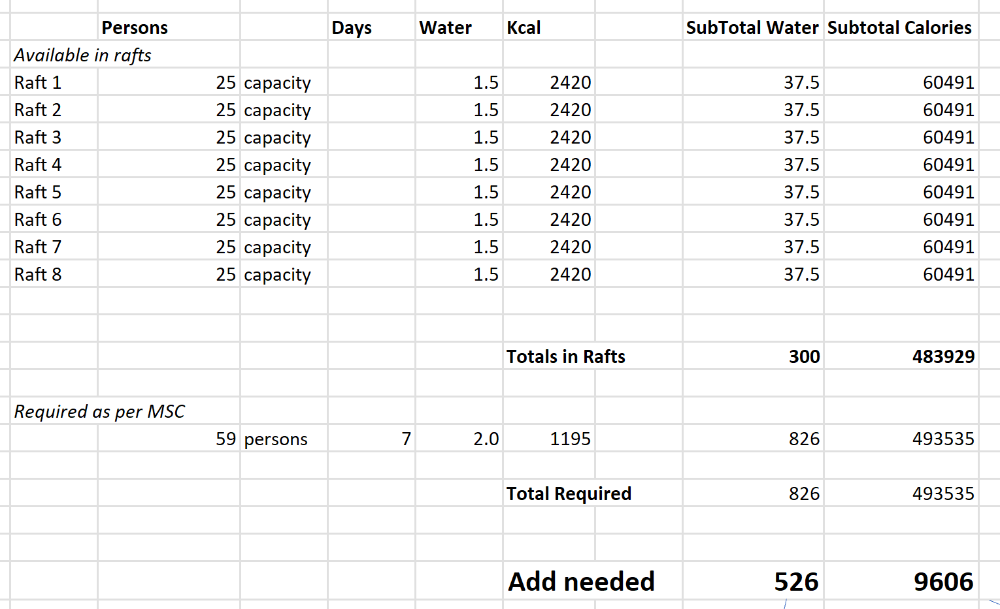 Persons Days Water Kcal SubTotal Water Subtotal Calories
Available in rafts
Raft 1 25 capacity 1.5 2420 37.5 60491
Raft 2 25 capacity 1.5 2420 37.5 60491
Raft 3 25 capacity 1.5 2420 37.5 60491
Raft 4 25 capacity 1.5 2420 37.5 60491
Raft 5 25 capacity 1.5 2420 37.5 60491
Raft 6 25 capacity 1.5 2420 37.5 60491
Raft 7 25 capacity 1.5 2420 37.5 60491
Raft 8 25 capacity 1.5 2420 37.5 60491
Totals in Rafts 300 483929
Required as per MSC
59 persons 7 2.0 1195 826 493535
Total Required 826 493535
Add needed 526 9606